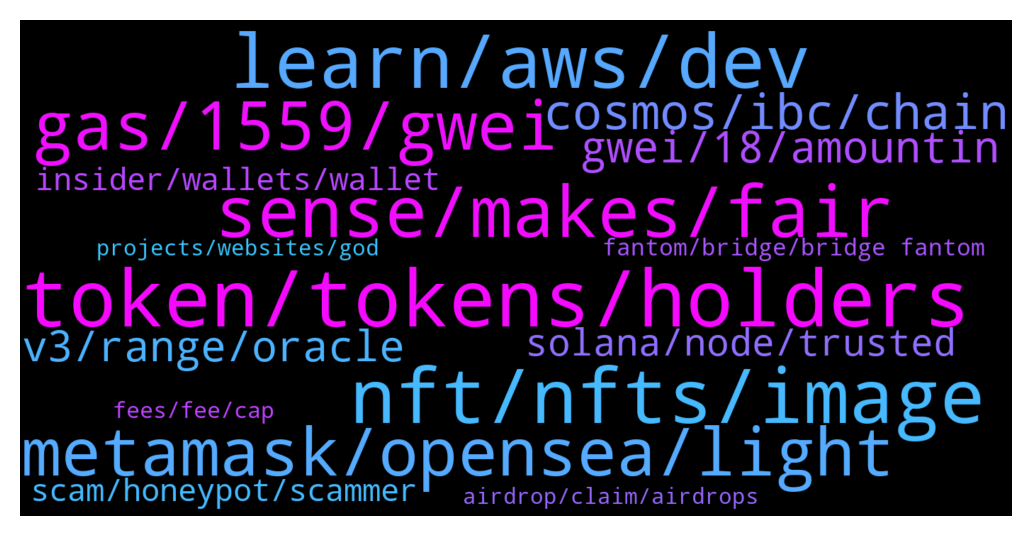 learn/aws/dev
gas/1559/gwei
cosmos/ibc/chain
gwei/18/amountin
insider/wallets/wallet
sense/makes/fair
projects/websites/god
fantom/bridge/bridge fantom
token/tokens/holders
v3/range/oracle
solana/node/trusted
nft/nfts/image
fees/fee/cap
metamask/opensea/light
scam/honeypot/scammer
airdrop/claim/airdrops